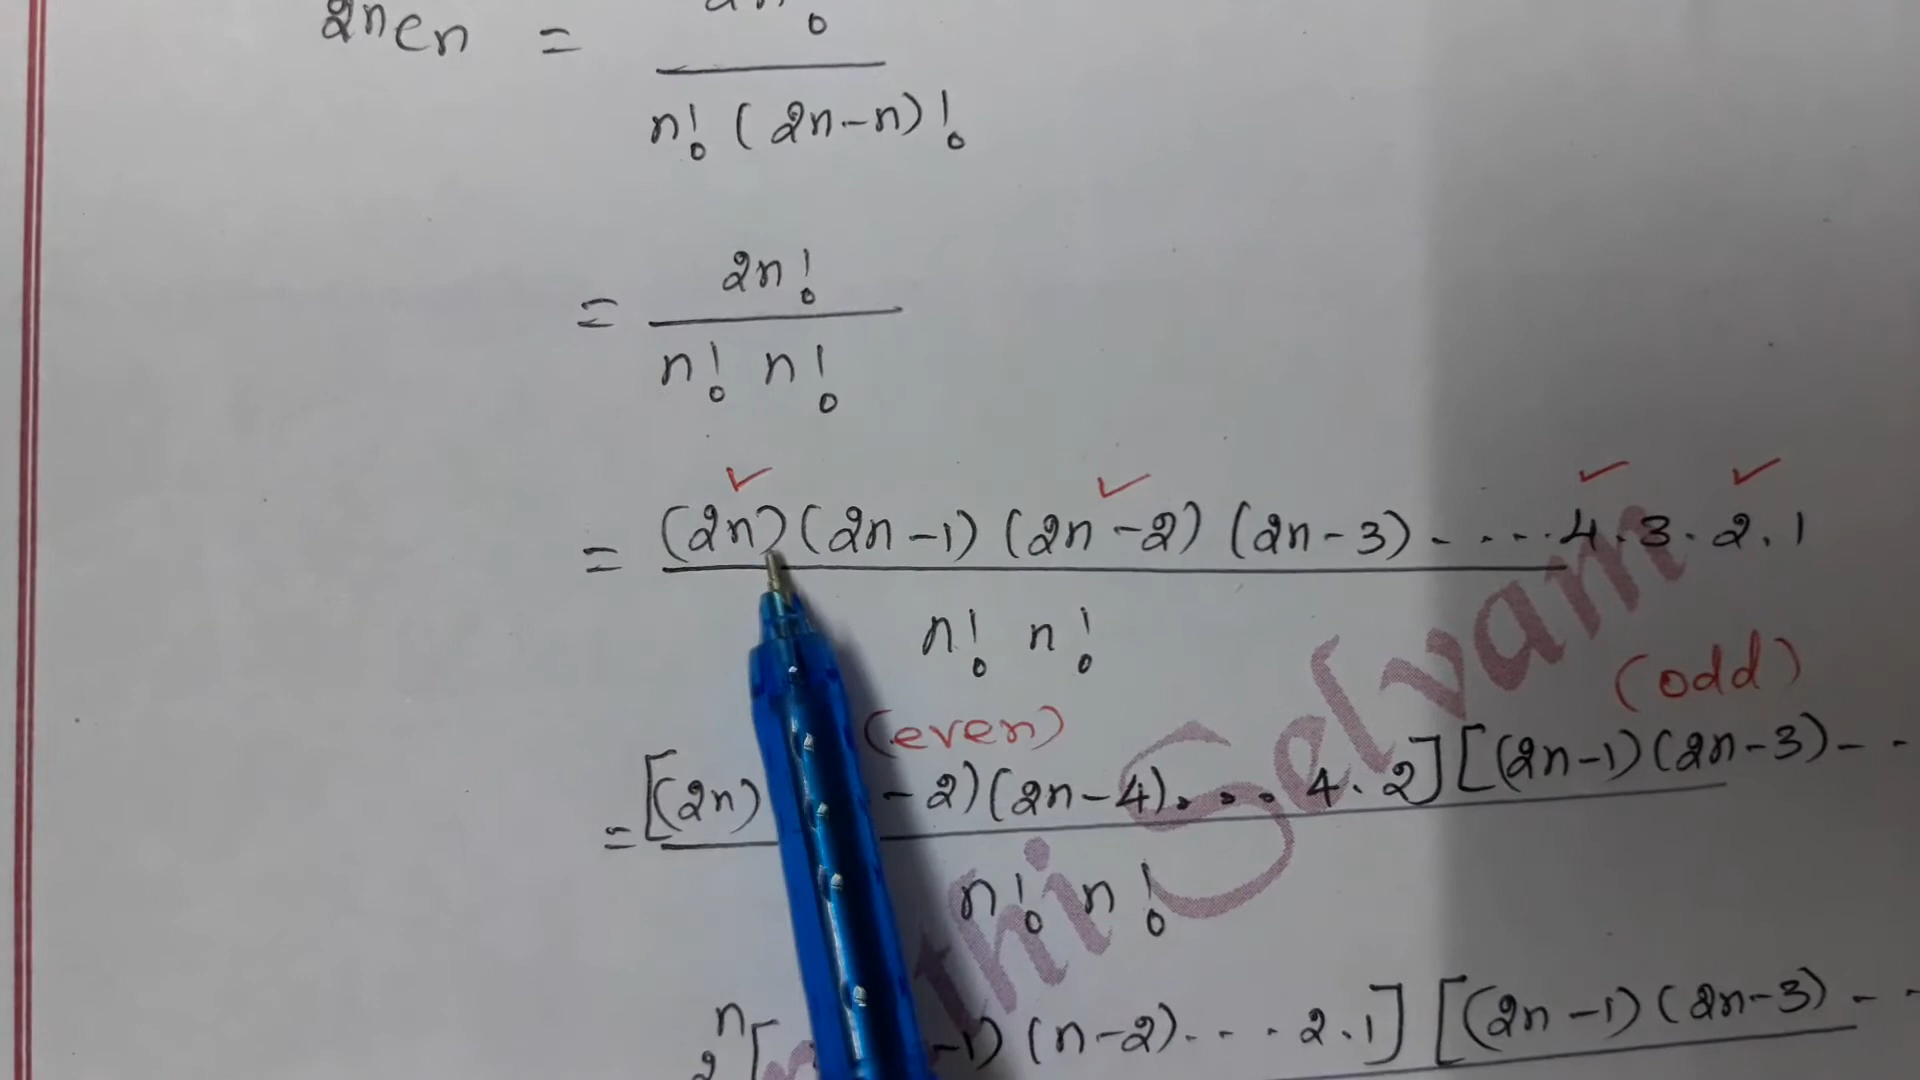 2nCn =
n! (2n-n)!
= 2n!
n! n!
= (2n)(2n-1)(2n-2)(2n-3)-....4.3.2.1
n! n!
(even) (odd)
= [(2n) -2)(2n-4).... 4.2][(2n-1)(2n-3)--
n! n!
2^n[ -1)(n-2)....2.1][(2n-1)(2n-3)--
thi Selvam